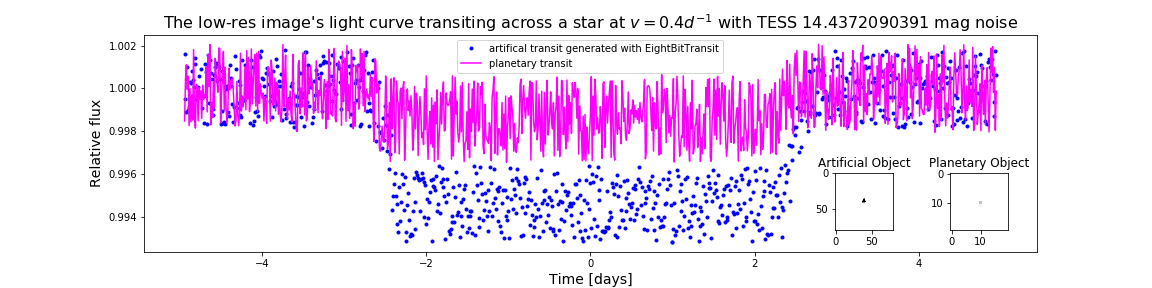 The low-res image's light curve transiting across a star at v = 0.4d⁻¹ with TESS 14.4372090391 mag noise
artifical transit generated with EightBitTransit
planetary transit
Relative flux
1.002
1.000
0.998
0.996
0.994
Artificial Object
0
50
0 50
Planetary Object
0
10
0 10
−4 −2 0 2 4
Time [days]